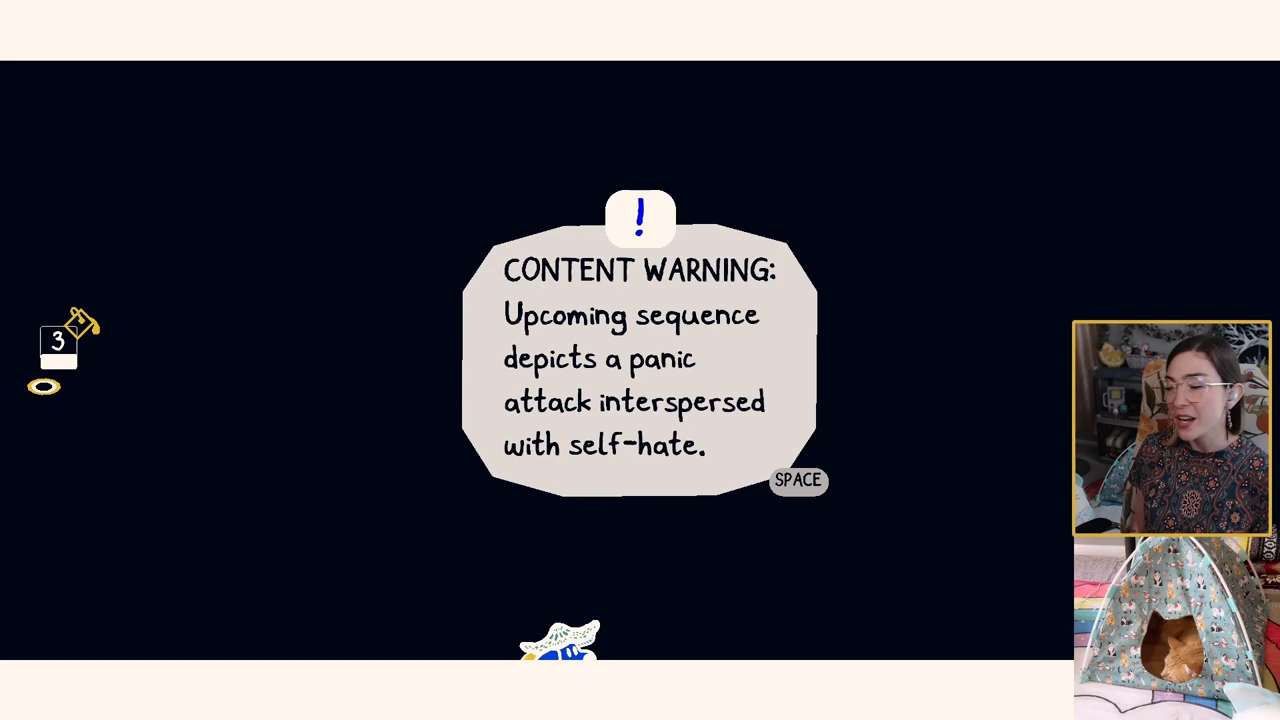 !
CONTENT WARNING:
Upcoming sequence
depicts a panic
attack interspersed
with self-hate.
SPACE
3